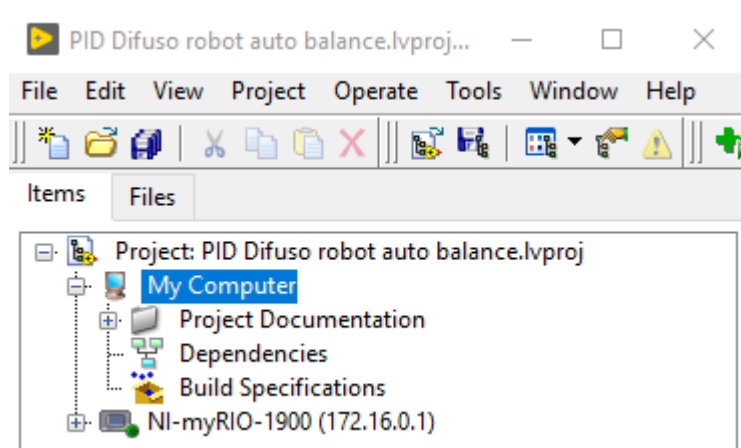 PID Difuso robot auto balance.lvproj...
File Edit View Project Operate Tools Window Help
Items Files
Project: PID Difuso robot auto balance.lvproj
My Computer
Project Documentation
Dependencies
Build Specifications
NI-myRIO-1900 (172.16.0.1)